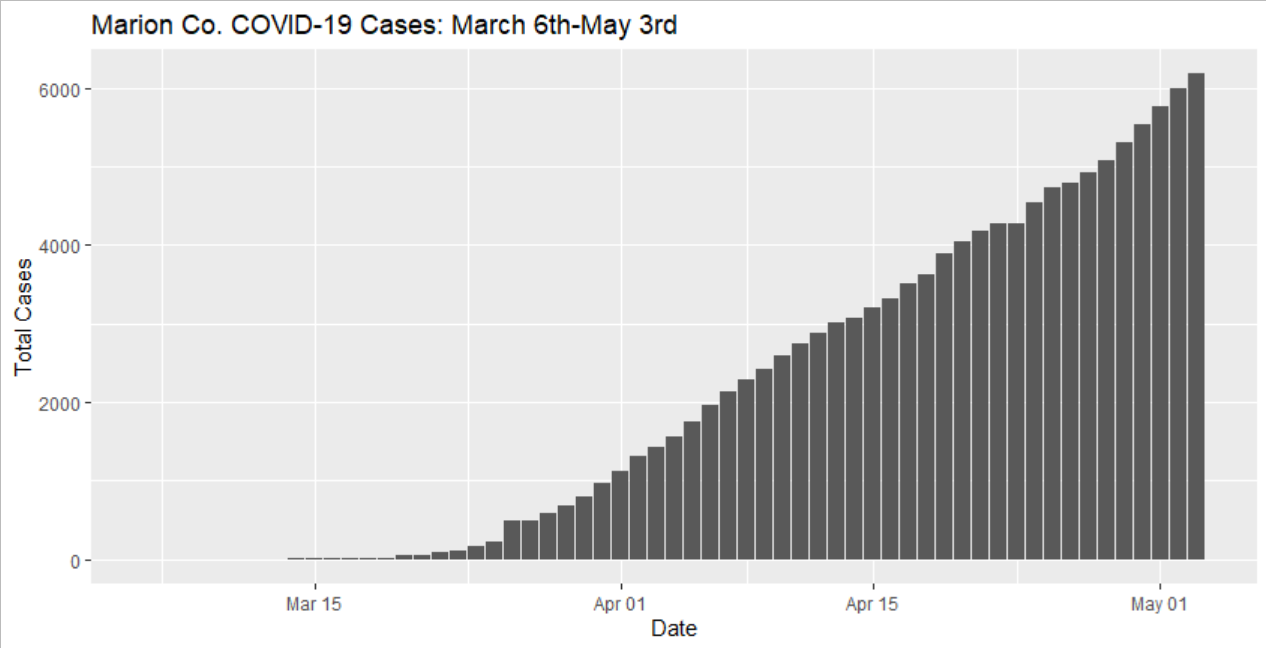 Marion Co. COVID-19 Cases: March 6th-May 3rd
Total Cases
6000
4000
2000
0
Mar 15 Apr 01 Apr 15 May 01
Date